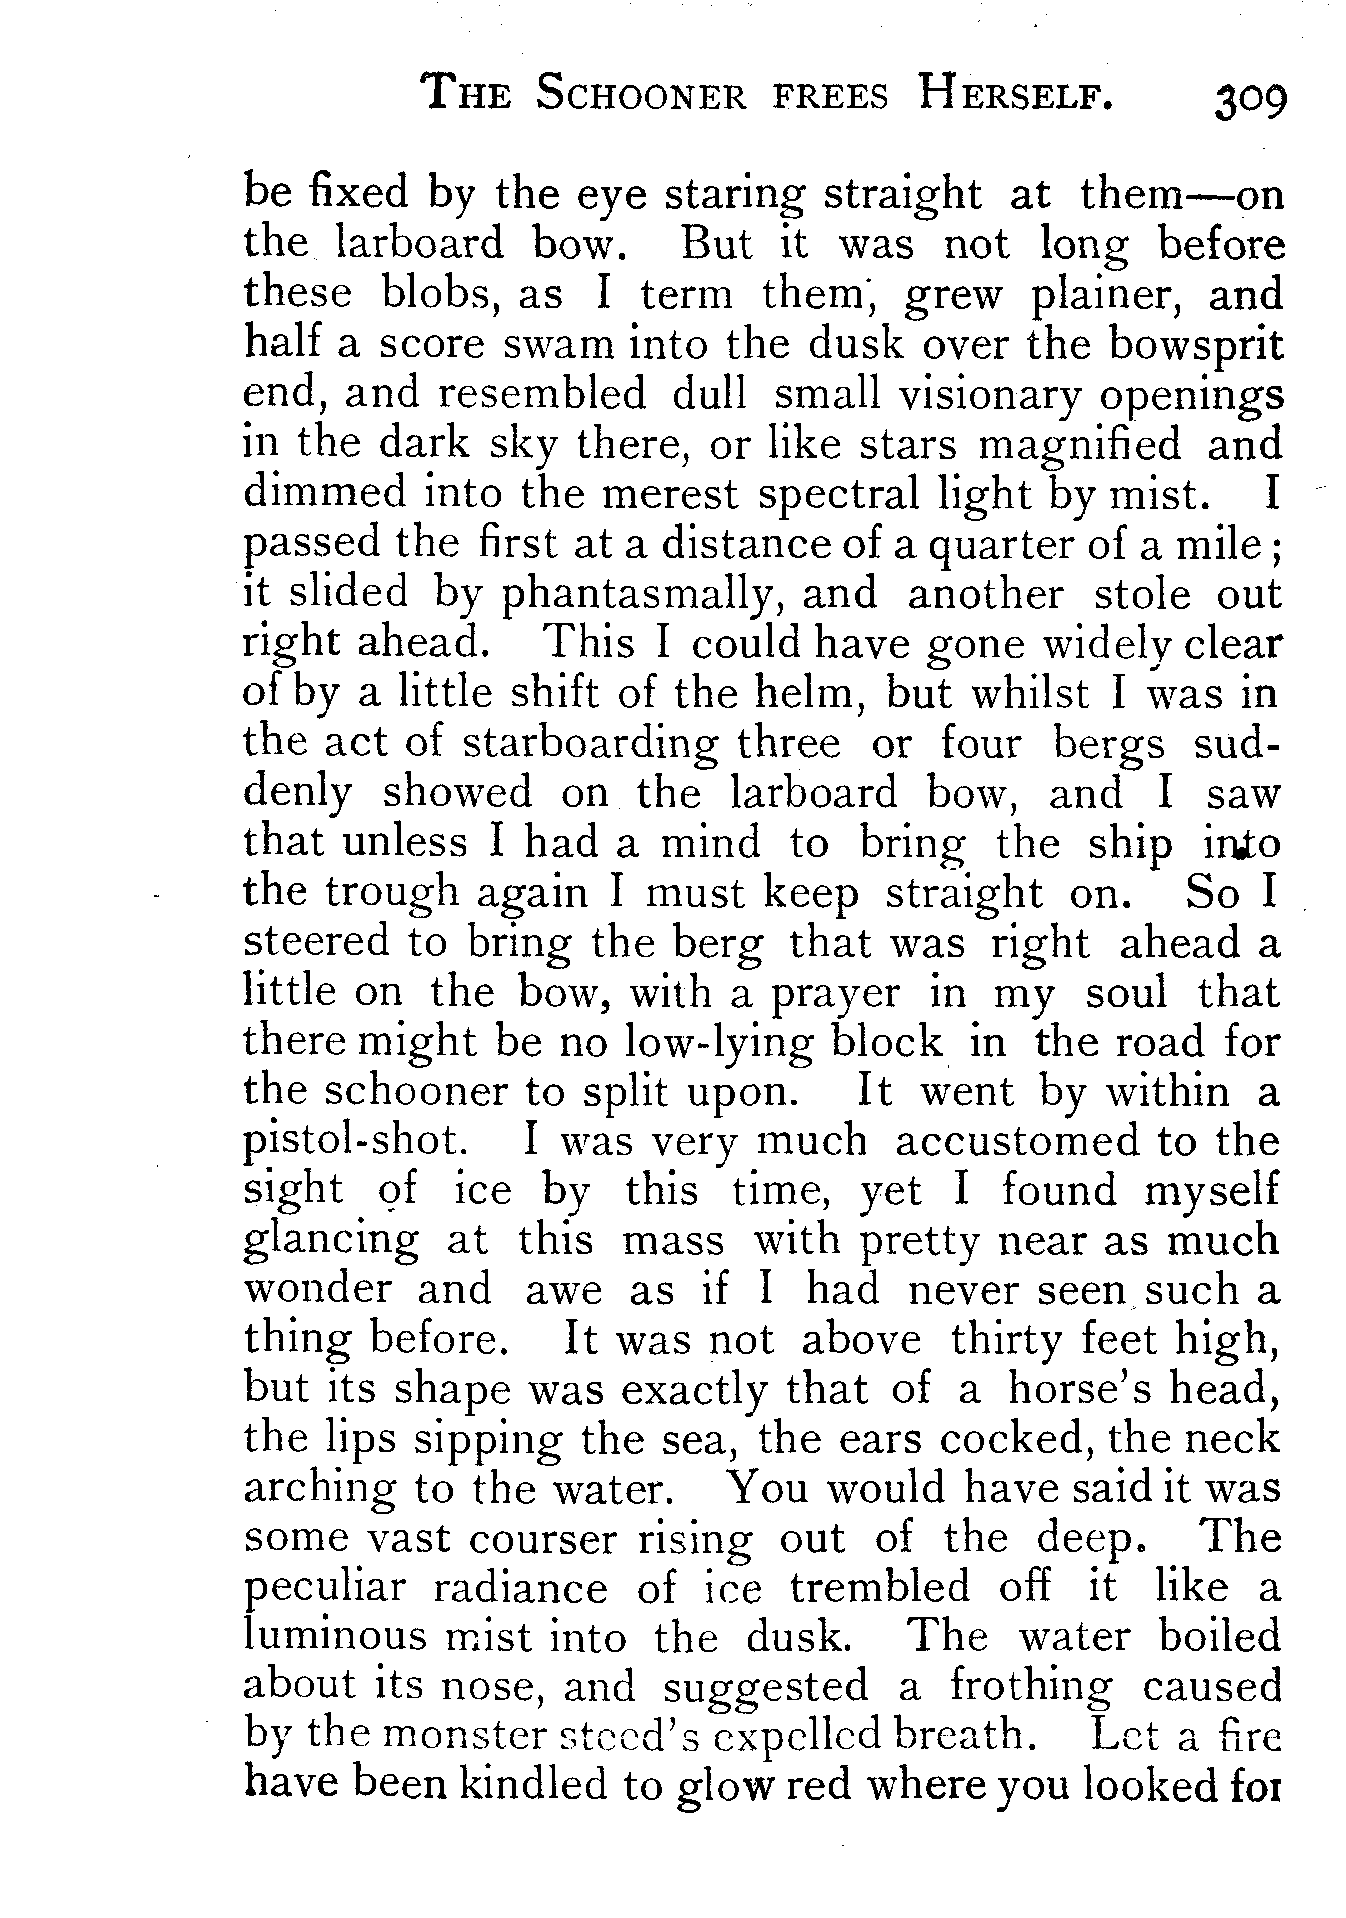 THE SCHOONER FREES HERSELF. 309
be fixed by the eye staring straight at them—on
the larboard bow. But it was not long before
these blobs, as I term them, grew plainer, and
half a score swam into the dusk over the bowsprit
end, and resembled dull small visionary openings
in the dark sky there, or like stars magnified and
dimmed into the merest spectral light by mist. I
passed the first at a distance of a quarter of a mile;
it slided by phantasmally, and another stole out
right ahead. This I could have gone widely clear
of by a little shift of the helm, but whilst I was in
the act of starboarding three or four bergs sud-
denly showed on the larboard bow, and I saw
that unless I had a mind to bring the ship into
the trough again I must keep straight on. So I
steered to bring the berg that was right ahead a
little on the bow, with a prayer in my soul that
there might be no low-lying block in the road for
the schooner to split upon. It went by within a
pistol-shot. I was very much accustomed to the
sight of ice by this time, yet I found myself
glancing at this mass with pretty near as much
wonder and awe as if I had never seen such a
thing before. It was not above thirty feet high,
but its shape was exactly that of a horse's head,
the lips sipping the sea, the ears cocked, the neck
arching to the water. You would have said it was
some vast courser rising out of the deep. The
peculiar radiance of ice trembled off it like a
luminous mist into the dusk. The water boiled
about its nose, and suggested a frothing caused
by the monster steed's expelled breath. Let a fire
have been kindled to glow red where you looked for